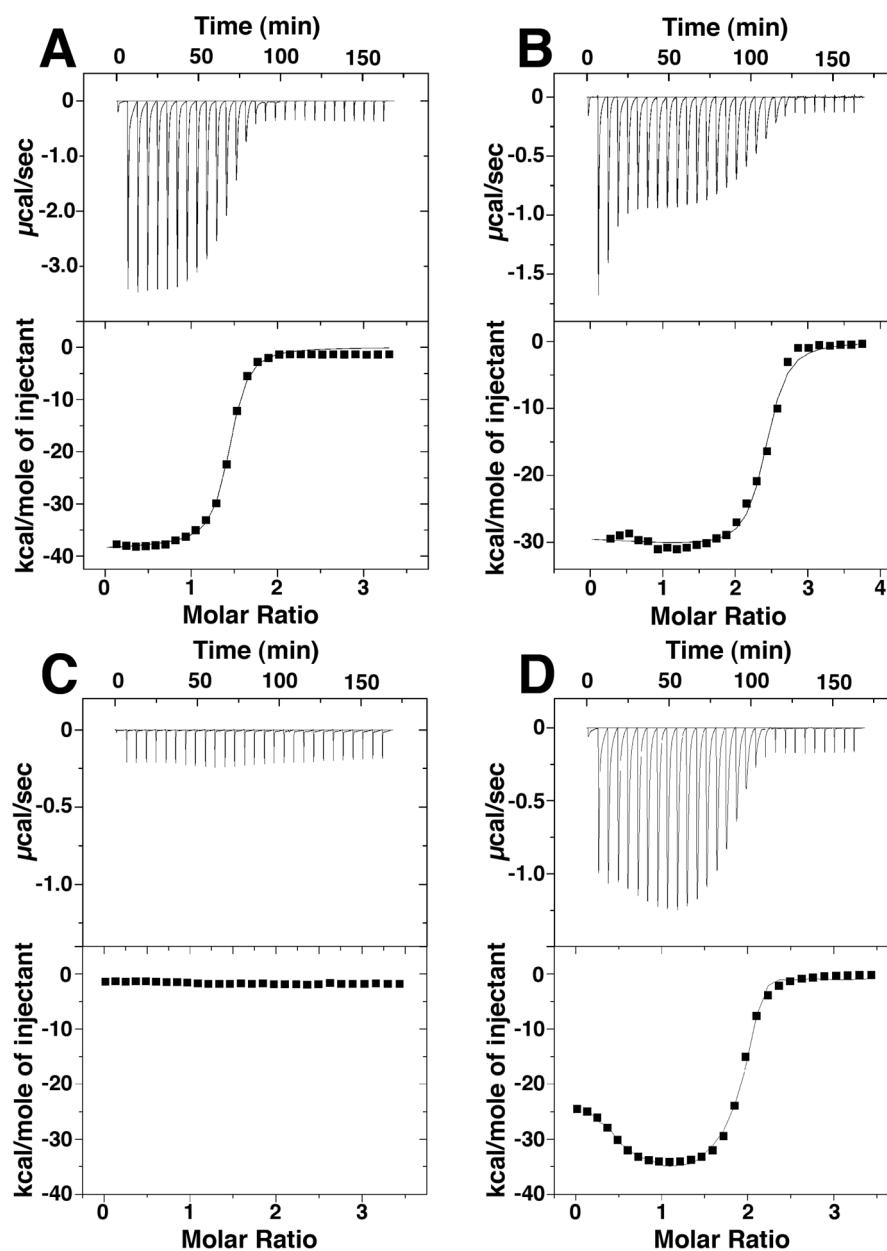 A
Time (min)
0 50 100 150
µcal/sec
0
-1.0
-2.0
-3.0
kcal/mole of injectant
0
-10
-20
-30
-40
0 1 2 3
Molar Ratio
B
Time (min)
0 50 100 150
µcal/sec
0
-0.5
-1.0
-1.5
kcal/mole of injectant
0
-10
-20
-30
0 1 2 3 4
Molar Ratio
C
Time (min)
0 50 100 150
µcal/sec
0
-0.5
-1.0
kcal/mole of injectant
0
-10
-20
-30
-40
0 1 2 3
Molar Ratio
D
Time (min)
0 50 100 150
µcal/sec
0
-0.5
-1.0
kcal/mole of injectant
0
-10
-20
-30
-40
0 1 2 3
Molar Ratio